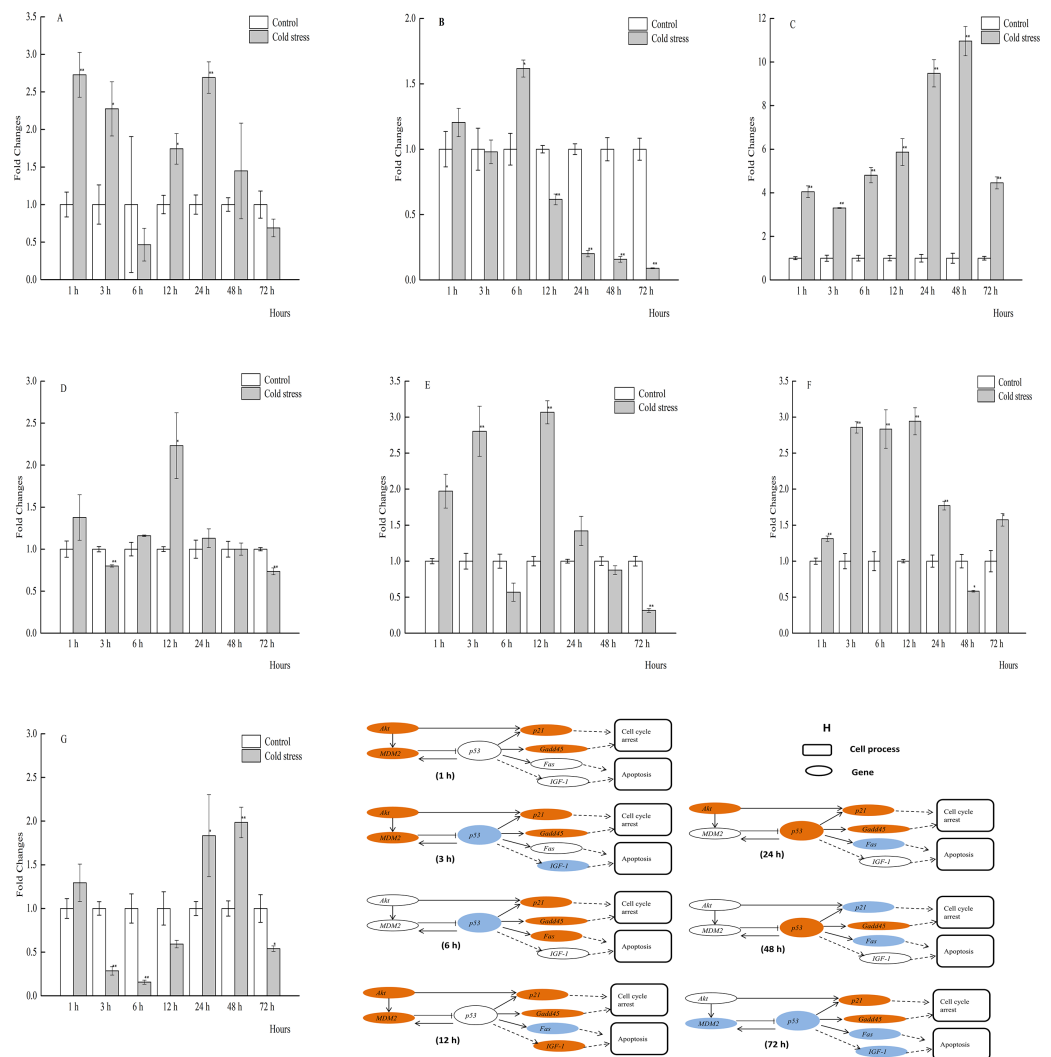 A
Control
Cold stress
Fold Changes
3.5
3.0
2.5
2.0
1.5
1.0
0.5
0.0
**
*
*
**
1 h 3 h 6 h 12 h 24 h 48 h 72 h
Hours
B
Control
Cold stress
Fold Changes
2.0
1.5
1.0
0.5
0.0
*
**
**
**
**
1 h 3 h 6 h 12 h 24 h 48 h 72 h
Hours
C
Control
Cold stress
Fold Changes
12
10
8
6
4
2
0
**
**
**
**
**
**
**
1 h 3 h 6 h 12 h 24 h 48 h 72 h
Hours
D
Control
Cold stress
Fold Changes
3.0
2.5
2.0
1.5
1.0
0.5
0.0
**
*
**
1 h 3 h 6 h 12 h 24 h 48 h 72 h
Hours
E
Control
Cold stress
Fold Changes
3.5
3.0
2.5
2.0
1.5
1.0
0.5
0.0
*
**
**
**
1 h 3 h 6 h 12 h 24 h 48 h 72 h
Hours
F
Control
Cold stress
Fold Changes
3.5
3.0
2.5
2.0
1.5
1.0
0.5
0.0
**
**
**
**
**
*
*
1 h 3 h 6 h 12 h 24 h 48 h 72 h
Hours
G
Control
Cold stress
Fold Changes
3.0
2.5
2.0
1.5
1.0
0.5
0.0
**
**
*
**
*
1 h 3 h 6 h 12 h 24 h 48 h 72 h
Hours
H
Cell process
Gene
Akt
MDM2
p53
p21
Gadd45
Fas
IGF-1
Cell cycle
arrest
Apoptosis
(1 h)
Akt
MDM2
p53
p21
Gadd45
Fas
IGF-1
Cell cycle
arrest
Apoptosis
(3 h)
Akt
MDM2
p53
p21
Gadd45
Fas
IGF-1
Cell cycle
arrest
Apoptosis
(6 h)
Akt
MDM2
p53
p21
Gadd45
Fas
IGF-1
Cell cycle
arrest
Apoptosis
(12 h)
Akt
MDM2
p53
p21
Gadd45
Fas
IGF-1
Cell cycle
arrest
Apoptosis
(24 h)
Akt
MDM2
p53
p21
Gadd45
Fas
IGF-1
Cell cycle
arrest
Apoptosis
(48 h)
Akt
MDM2
p53
p21
Gadd45
Fas
IGF-1
Cell cycle
arrest
Apoptosis
(72 h)